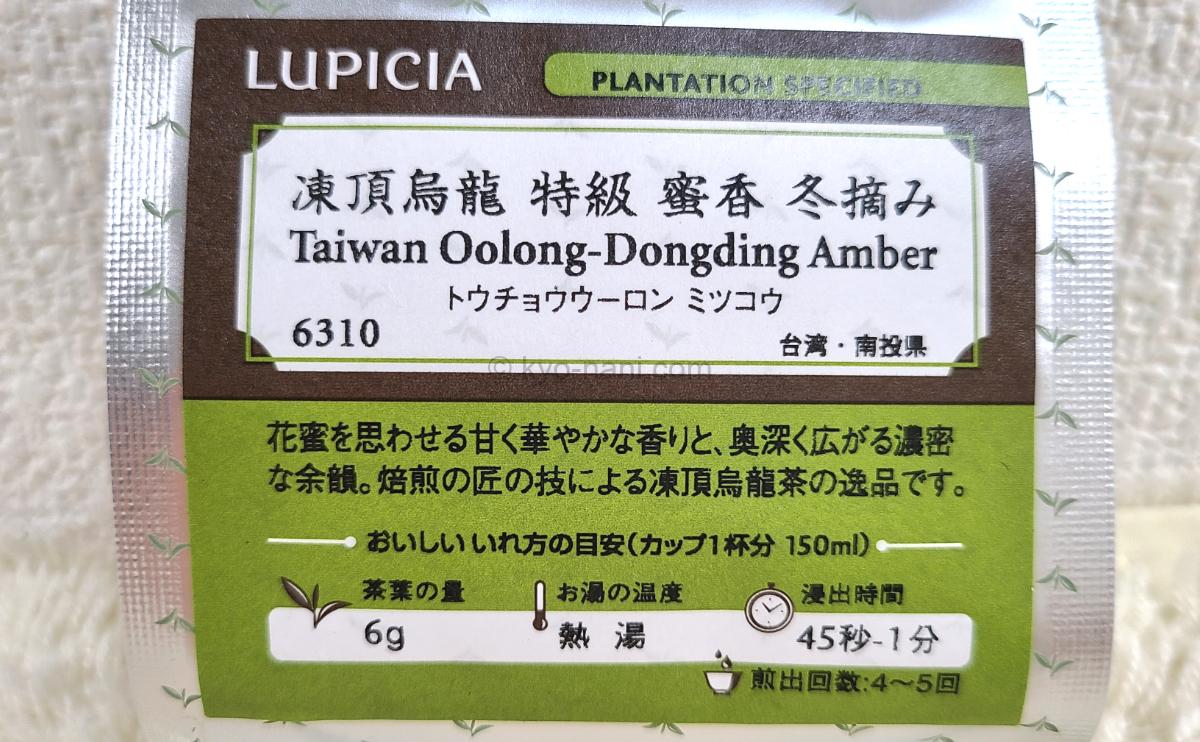 LUPICIA
PLANTATION SPECIFIED
凍頂烏龍 特級 蜜香 冬摘み
Taiwan Oolong-Dongding Amber
トウチョウウーロン ミツコウ
6310
台湾・南投県
© kyo-nani.com
花蜜を思わせる甘く華やかな香りと、奥深く広がる濃密
な余韻。焙煎の匠の技による凍頂烏龍茶の逸品です。
おいしい いれ方の目安(カップ1杯分 150ml)
茶葉の量 お湯の温度 浸出時間
6g 熱湯 45秒-1分
煎出回数:4～5回